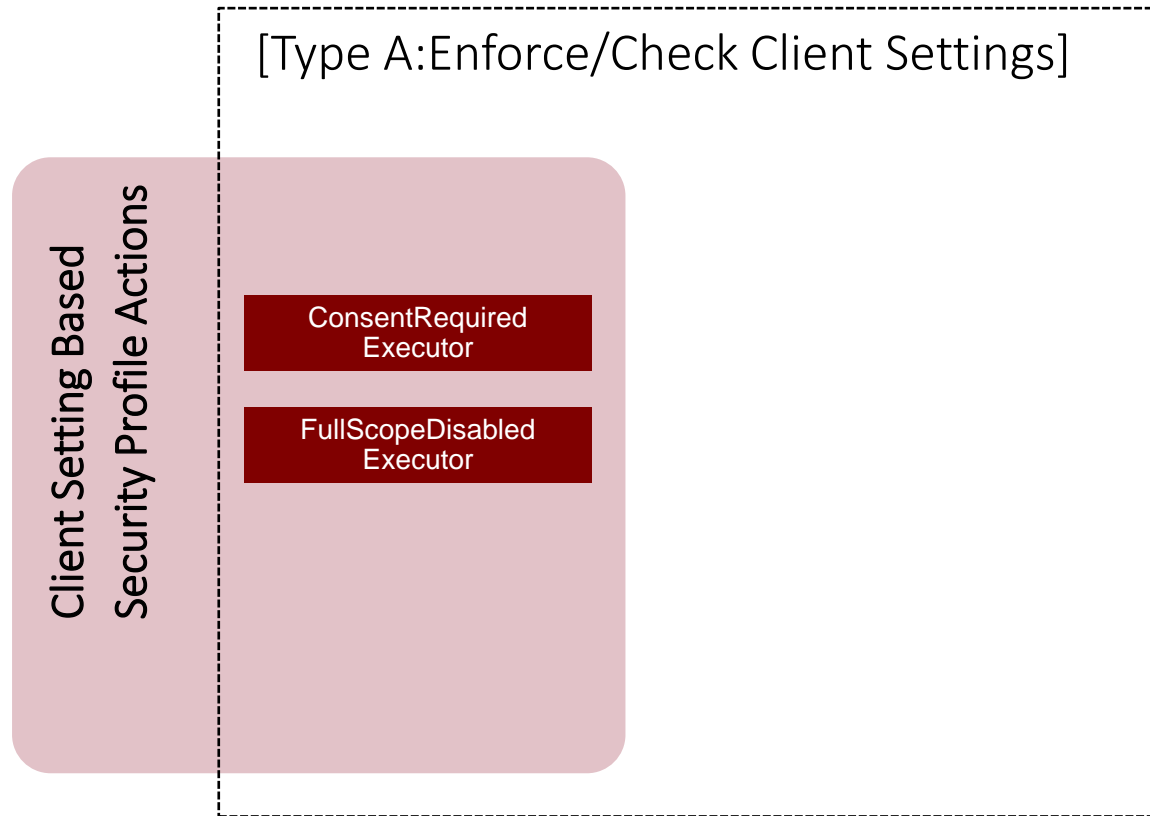 [Type A:Enforce/Check Client Settings]
Client Setting Based
Security Profile Actions
ConsentRequired
Executor
FullScopeDisabled
Executor